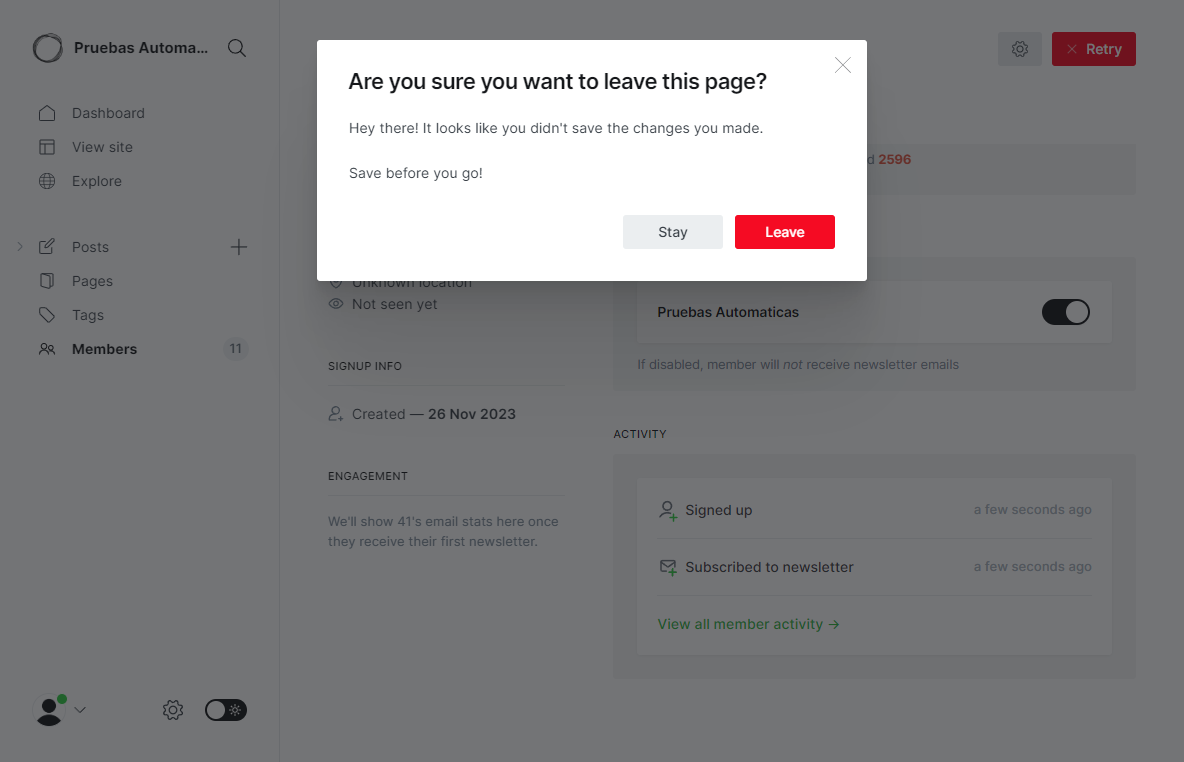 Pruebas Automa...
Dashboard
View site
Explore
Posts
Pages
Tags
Members 11
Retry
Are you sure you want to leave this page?
Hey there! It looks like you didn't save the changes you made.
Save before you go!
Stay
Leave
2596
Unknown location
Not seen yet
SIGNUP INFO
Created — 26 Nov 2023
ENGAGEMENT
We'll show 41's email stats here once
they receive their first newsletter.
Pruebas Automaticas
If disabled, member will not receive newsletter emails
ACTIVITY
Signed up a few seconds ago
Subscribed to newsletter a few seconds ago
View all member activity →